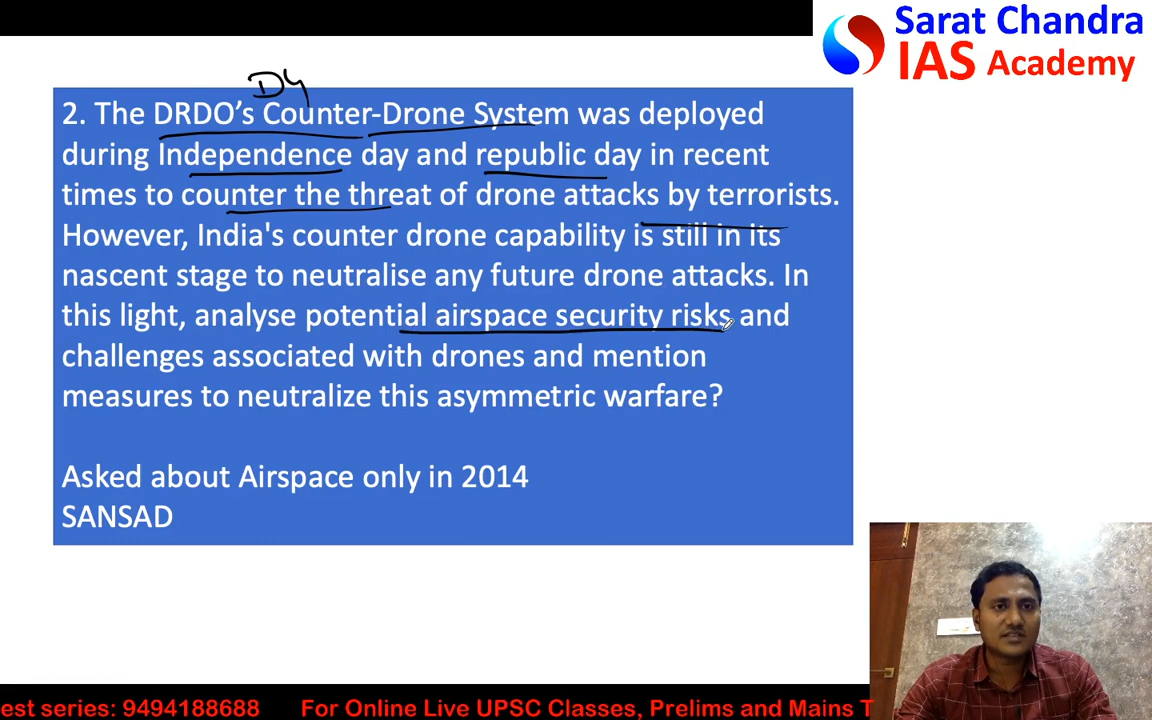 Sarat Chandra
IAS Academy
D4
2. The DRDO’s Counter-Drone System was deployed
during Independence day and republic day in recent
times to counter the threat of drone attacks by terrorists.
However, India's counter drone capability is still in its
nascent stage to neutralise any future drone attacks. In
this light, analyse potential airspace security risks and
challenges associated with drones and mention
measures to neutralize this asymmetric warfare?
Asked about Airspace only in 2014
SANSAD
est series: 9494188688 For Online Live UPSC Classes, Prelims and Mains T